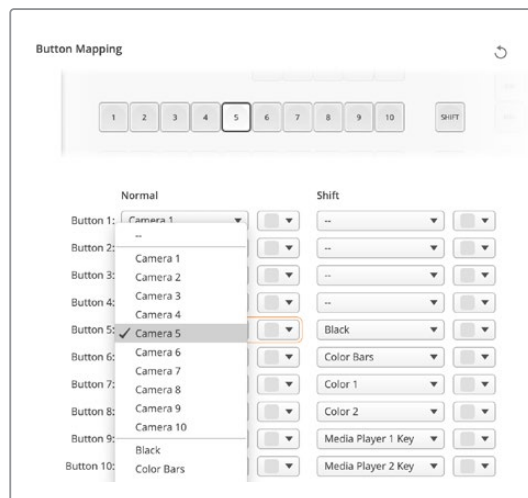 Button Mapping
1 2 3 4 5 6 7 8 9 10 SHIFT
Normal Shift
Button 1: Camera 1 --
Button 2: --
Button 3: --
Button 4: --
Button 5: Black
Button 6: Color Bars
Button 7: Color 1
Button 8: Color 2
Button 9: Media Player 1 Key
Button 10: Media Player 2 Key
--
Camera 1
Camera 2
Camera 3
Camera 4
✓ Camera 5
Camera 6
Camera 7
Camera 8
Camera 9
Camera 10
Black
Color Bars